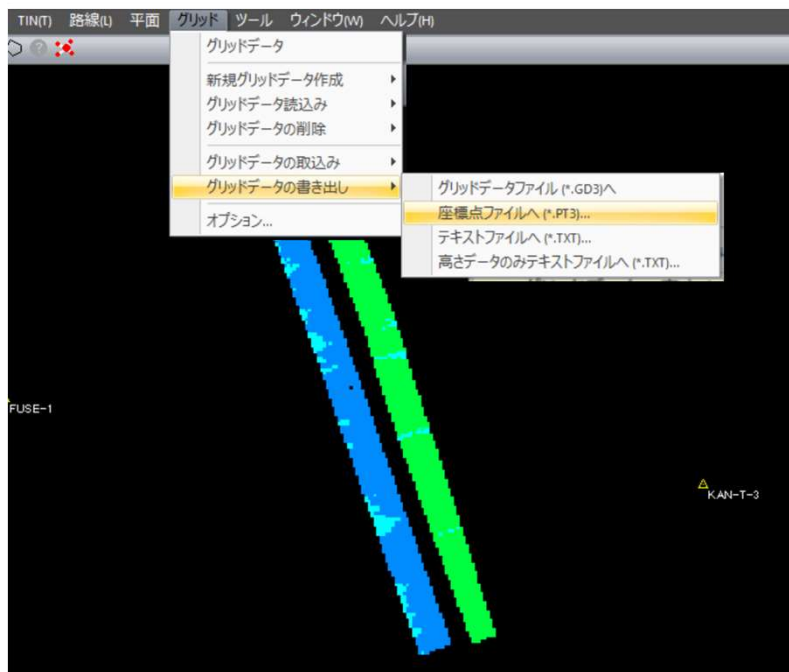 TIN(T) 路線(L) 平面 グリッド ツール ウィンドウ(W) ヘルプ(H)
グリッドデータ
新規グリッドデータ作成
グリッドデータ読込み
グリッドデータの削除
グリッドデータの取込み
グリッドデータの書き出し
オプション...
グリッドデータファイル (*.GD3)へ
座標点ファイルへ (*.PT3)...
テキストファイルへ (*.TXT)...
高さデータのみテキストファイルへ (*.TXT)...
FUSE-1
KAN-T-3